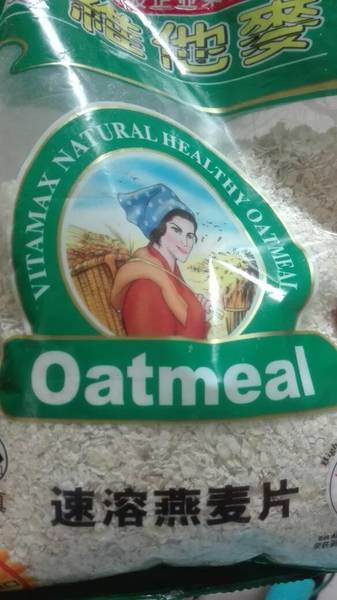 維他麥
VITAMAX NATURAL HEALTHY OATMEAL
Oatmeal
速溶燕麦片